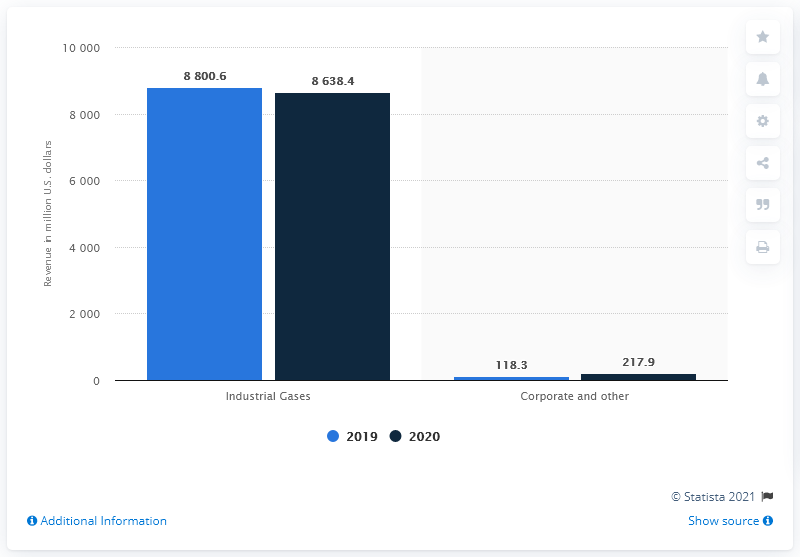 10 000
8 000
6 000
4 000
2 000
0
Revenue in million U.S. dollars
8 800.6
8 638.4
118.3
217.9
Industrial Gases
Corporate and other
2019
2020
© Statista 2021
Additional Information
Show source